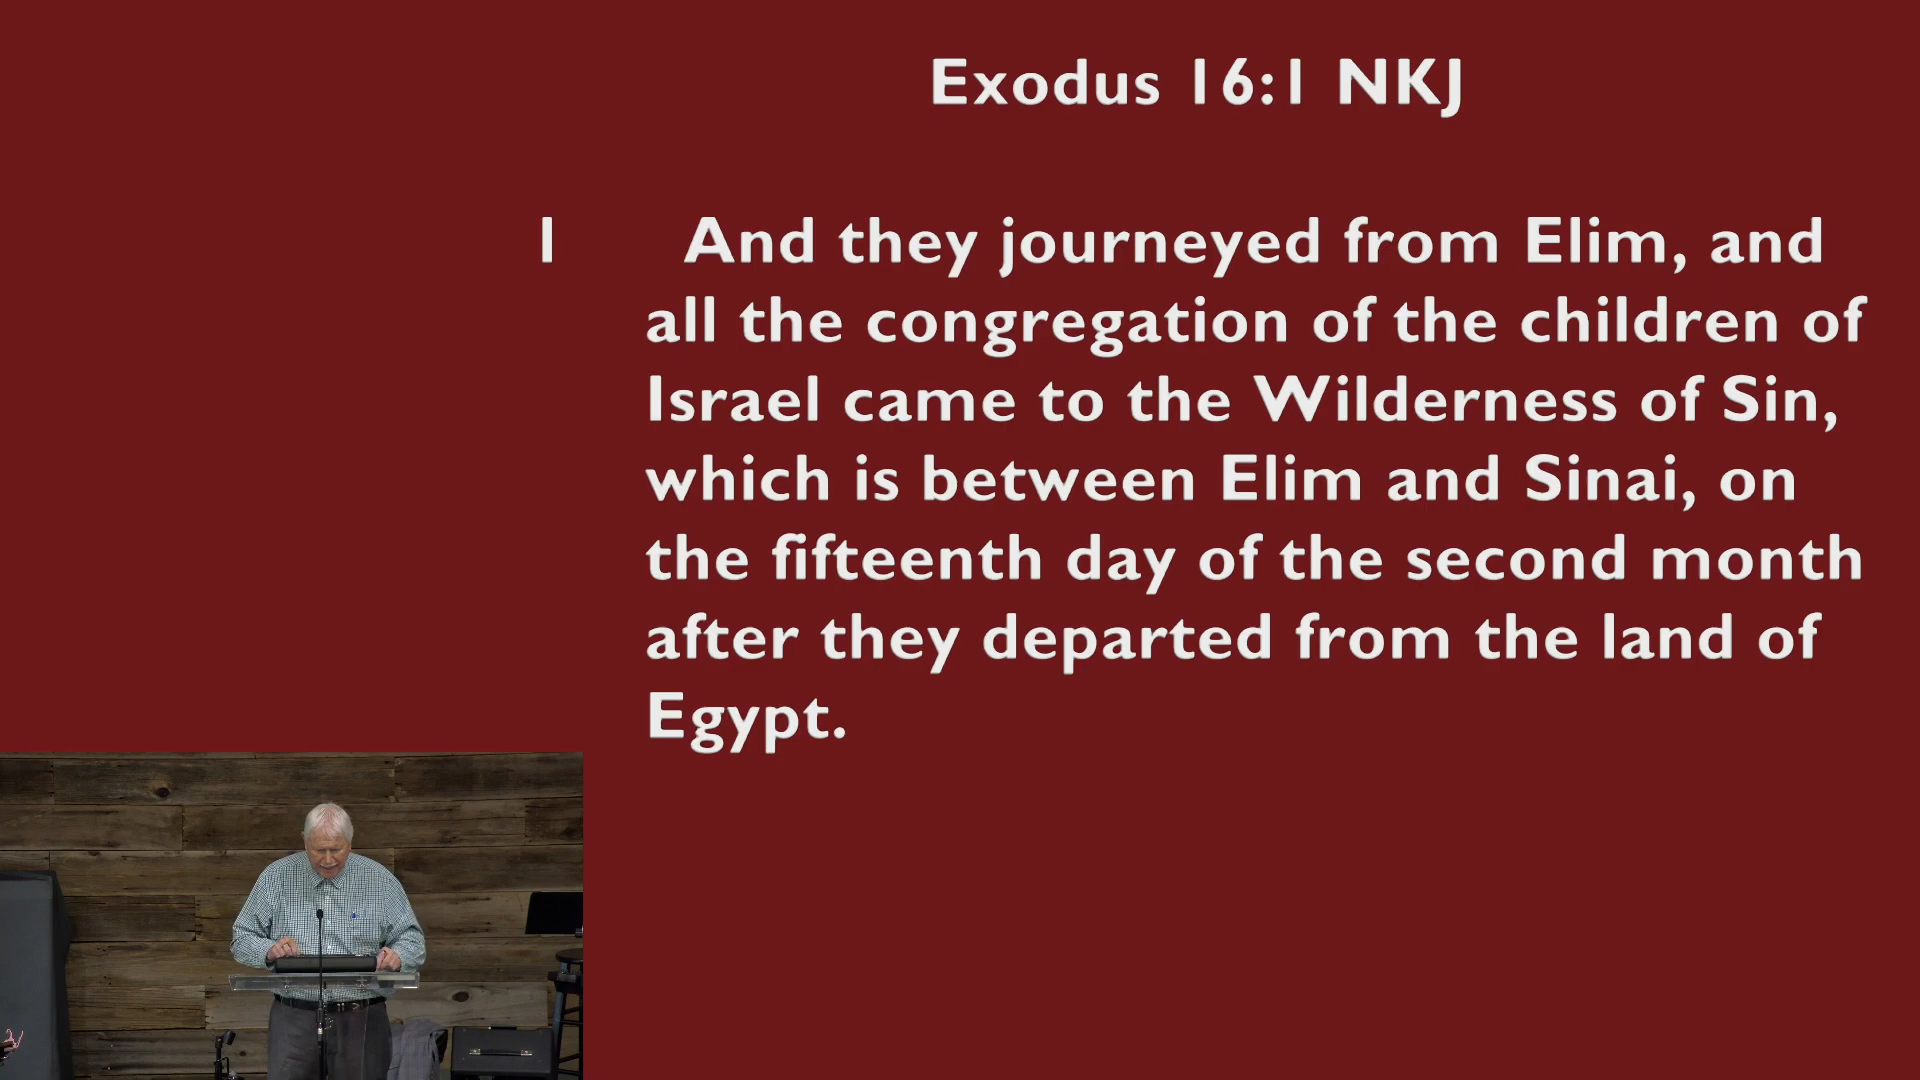 Exodus 16:1 NKJ
1 And they journeyed from Elim, and
all the congregation of the children of
Israel came to the Wilderness of Sin,
which is between Elim and Sinai, on
the fifteenth day of the second month
after they departed from the land of
Egypt.